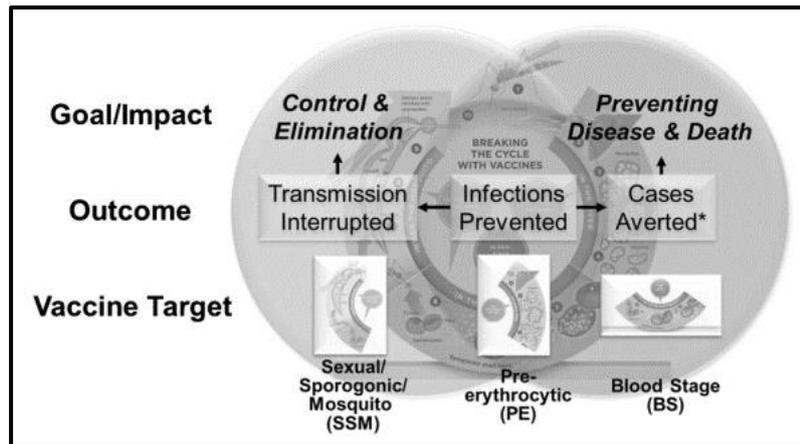 Goal/Impact
Control &
Elimination
Preventing
Disease & Death
BREAKING
THE CYCLE
WITH VACCINES
Outcome
Transmission
Interrupted
Infections
Prevented
Cases
Averted*
Vaccine Target
Sexual/
Sporogonic/
Mosquito
(SSM)
Pre-
erythrocytic
(PE)
Blood Stage
(BS)